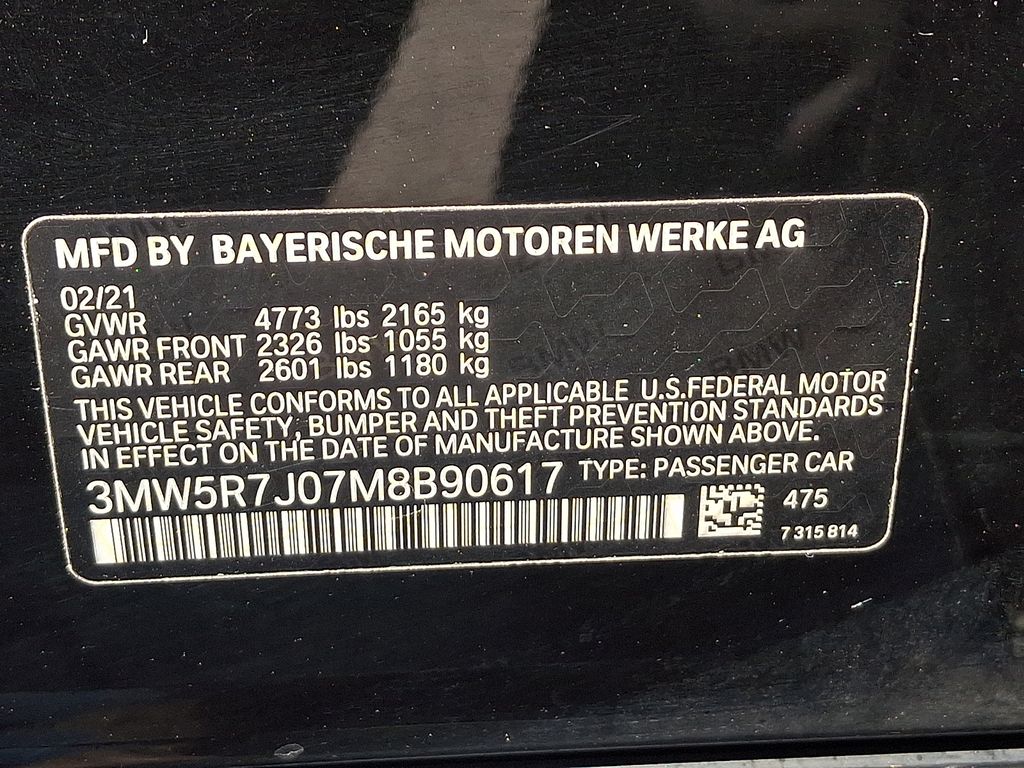 MFD BY BAYERISCHE MOTOREN WERKE AG
02/21
GVWR 4773 lbs 2165 kg
GAWR FRONT 2326 lbs 1055 kg
GAWR REAR 2601 lbs 1180 kg
THIS VEHICLE CONFORMS TO ALL APPLICABLE U.S.FEDERAL MOTOR
VEHICLE SAFETY, BUMPER AND THEFT PREVENTION STANDARDS
IN EFFECT ON THE DATE OF MANUFACTURE SHOWN ABOVE.
3MW5R7J07M8B90617 TYPE: PASSENGER CAR
475
7 315 814